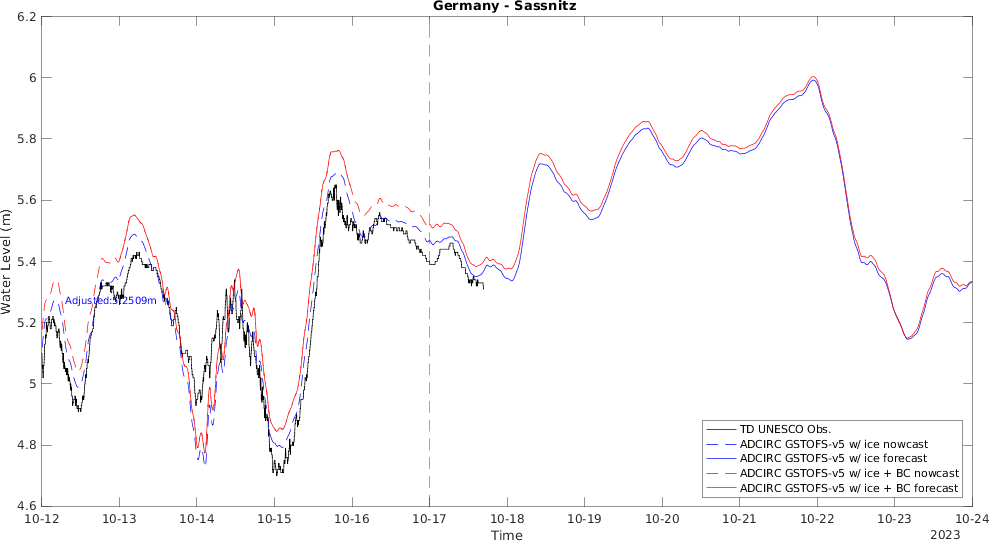 Germany - Sassnitz
Water Level (m)
6.2
6
5.8
5.6
5.4
5.2
5
4.8
4.6
Adjusted:5.2509m
TD UNESCO Obs.
ADCIRC GSTOFS-v5 w/ ice nowcast
ADCIRC GSTOFS-v5 w/ ice forecast
ADCIRC GSTOFS-v5 w/ ice + BC nowcast
ADCIRC GSTOFS-v5 w/ ice + BC forecast
10-12 10-13 10-14 10-15 10-16 10-17 10-18 10-19 10-20 10-21 10-22 10-23 10-24
Time
2023